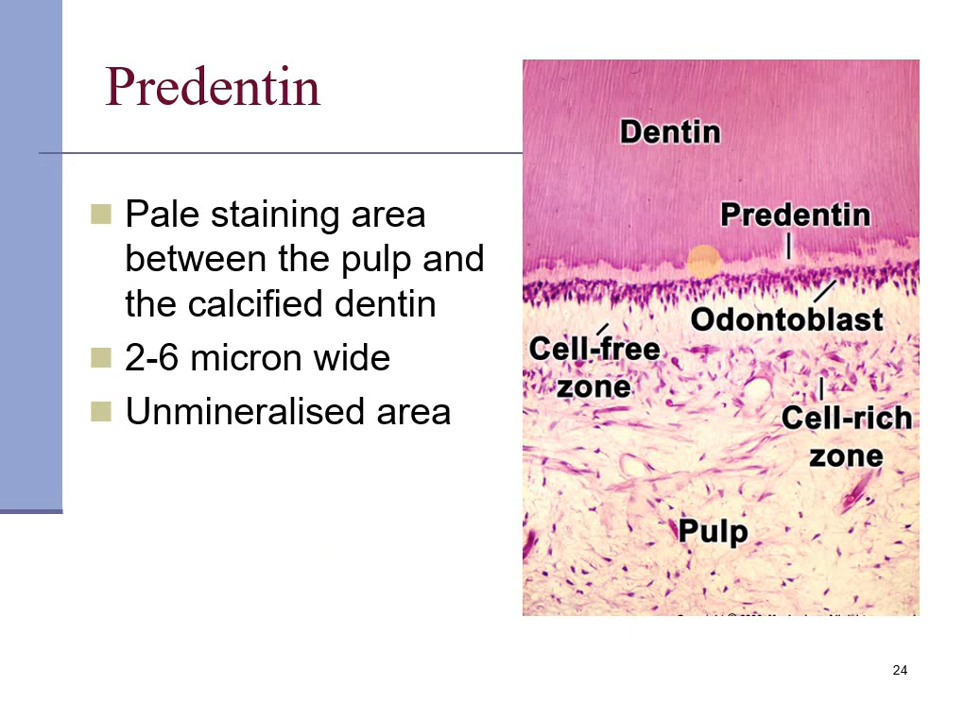 Predentin
Pale staining area
between the pulp and
the calcified dentin
2-6 micron wide
Unmineralised area
Dentin
Predentin
Odontoblast
Cell-free
zone
Cell-rich
zone
Pulp
24